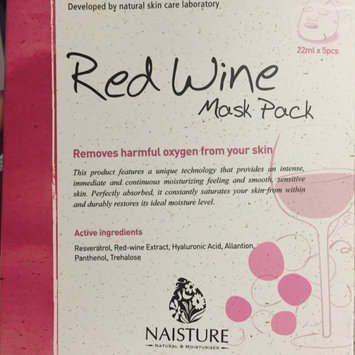 Developed by natural skin care laboratory
22ml x 5pcs
Red Wine
Mask Pack
Removes harmful oxygen from your skin
This product features a unique technology that provides an intense,
immediate and continuous moisturizing feeling and smooth, sensitive
skin. Perfectly absorbed, it constantly saturates your skin from within
and durably restores its ideal moisture level.
Active ingredients
Resveratrol, Red-wine Extract, Hyaluronic Acid, Allantion,
Panthenol, Trehalose
NAISTURE
NATURAL & MOISTURIZER